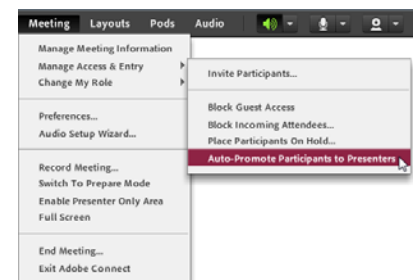 Meeting Layouts Pods Audio
Manage Meeting Information
Manage Access & Entry
Change My Role
Preferences...
Audio Setup Wizard...
Record Meeting...
Switch To Prepare Mode
Enable Presenter Only Area
Full Screen
End Meeting...
Exit Adobe Connect
Invite Participants...
Block Guest Access
Block Incoming Attendees...
Place Participants On Hold...
Auto-Promote Participants to Presenters